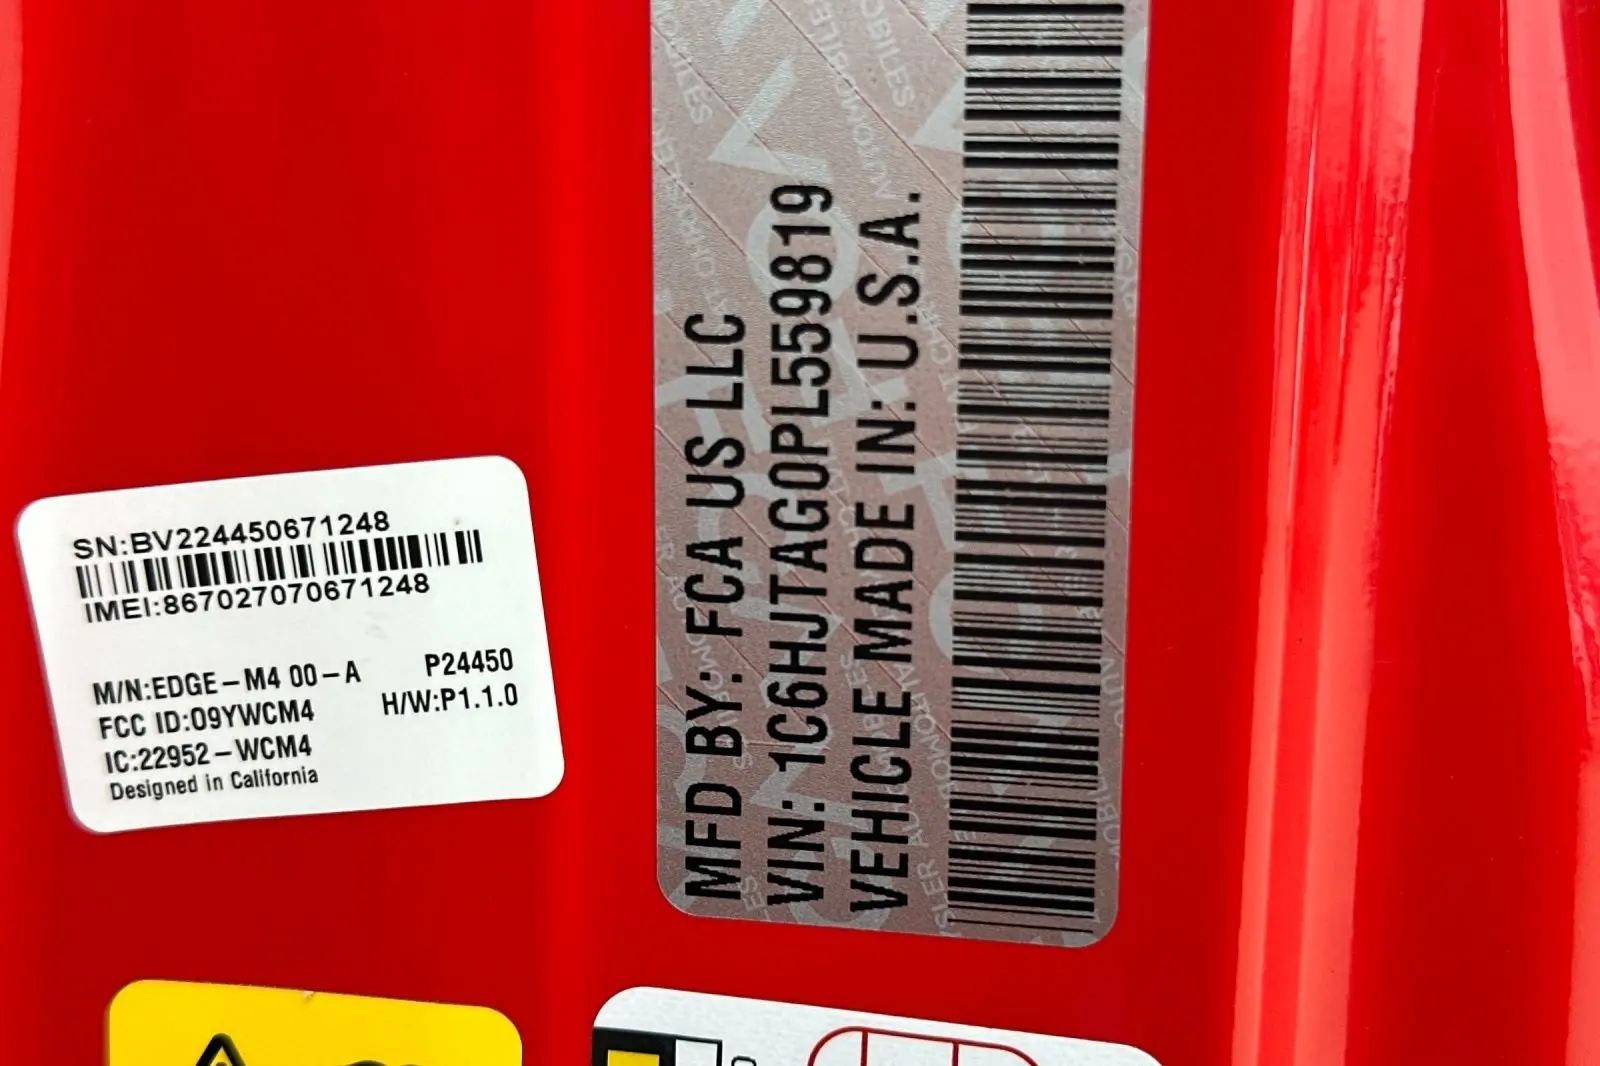 SN:BV224450671248
IMEI:867027070671248
M/N:EDGE-M4 00-A P24450
FCC ID:O9YWCM4 H/W:P1.1.0
IC:22952-WCM4
Designed in California
MFD BY: FCA US LLC
VIN: 1C6HJTAG0PL559819
VEHICLE MADE IN: U.S.A.